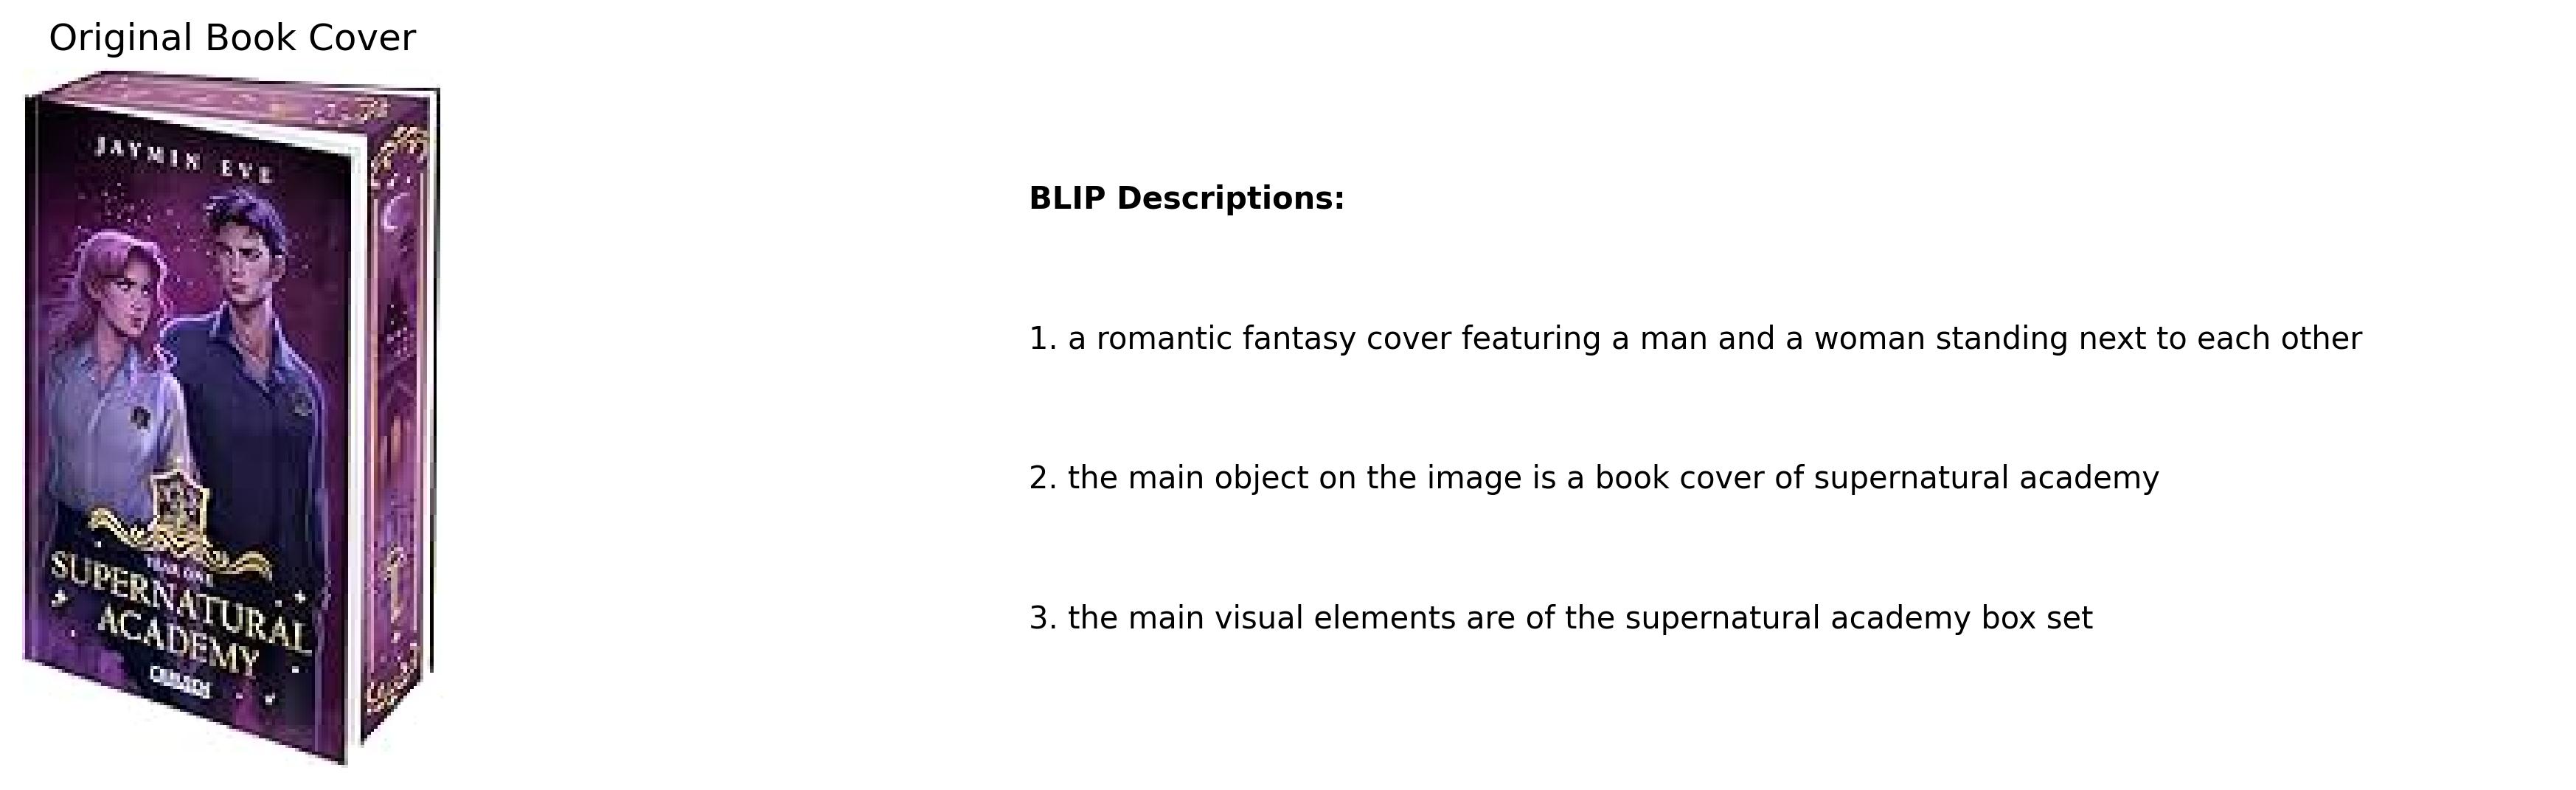 Original Book Cover
JAYMIN EVE
YEAR ONE
SUPERNATURAL
ACADEMY
BLIP Descriptions:
1. a romantic fantasy cover featuring a man and a woman standing next to each other
2. the main object on the image is a book cover of supernatural academy
3. the main visual elements are of the supernatural academy box set